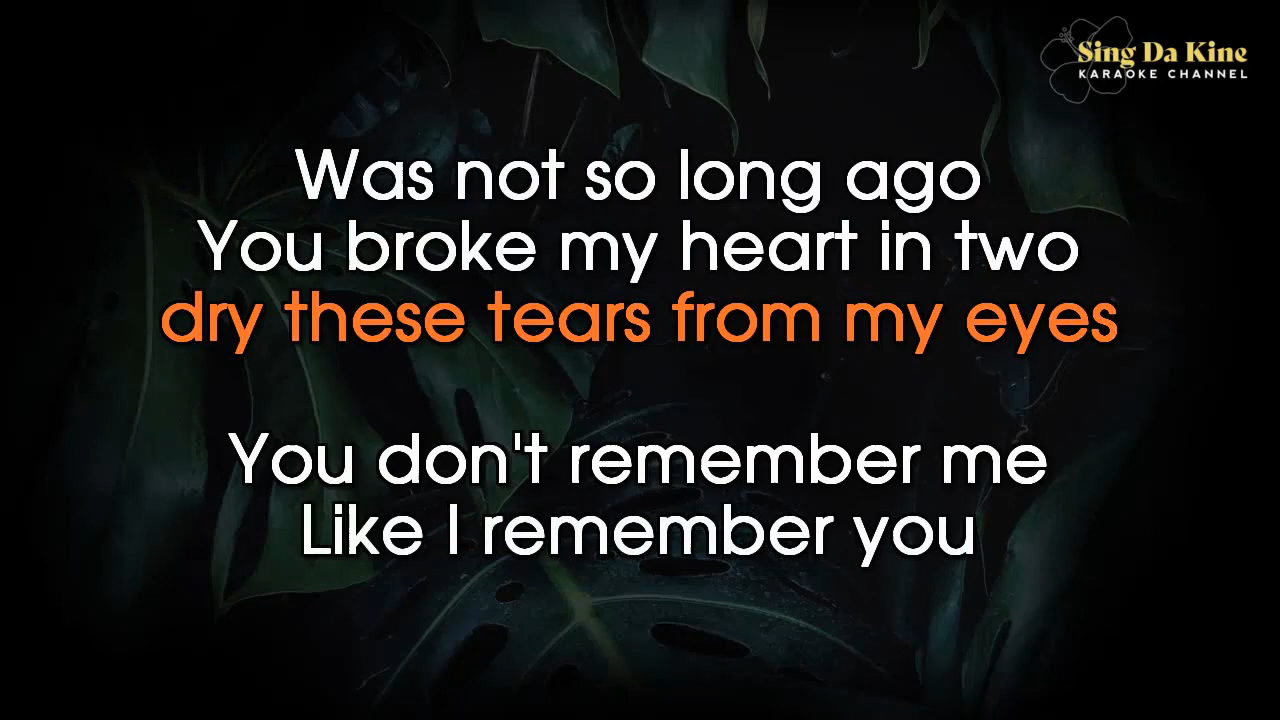 Sing Da Kine
KARAOKE CHANNEL
Was not so long ago
You broke my heart in two
dry these tears from my eyes
You don't remember me
Like I remember you